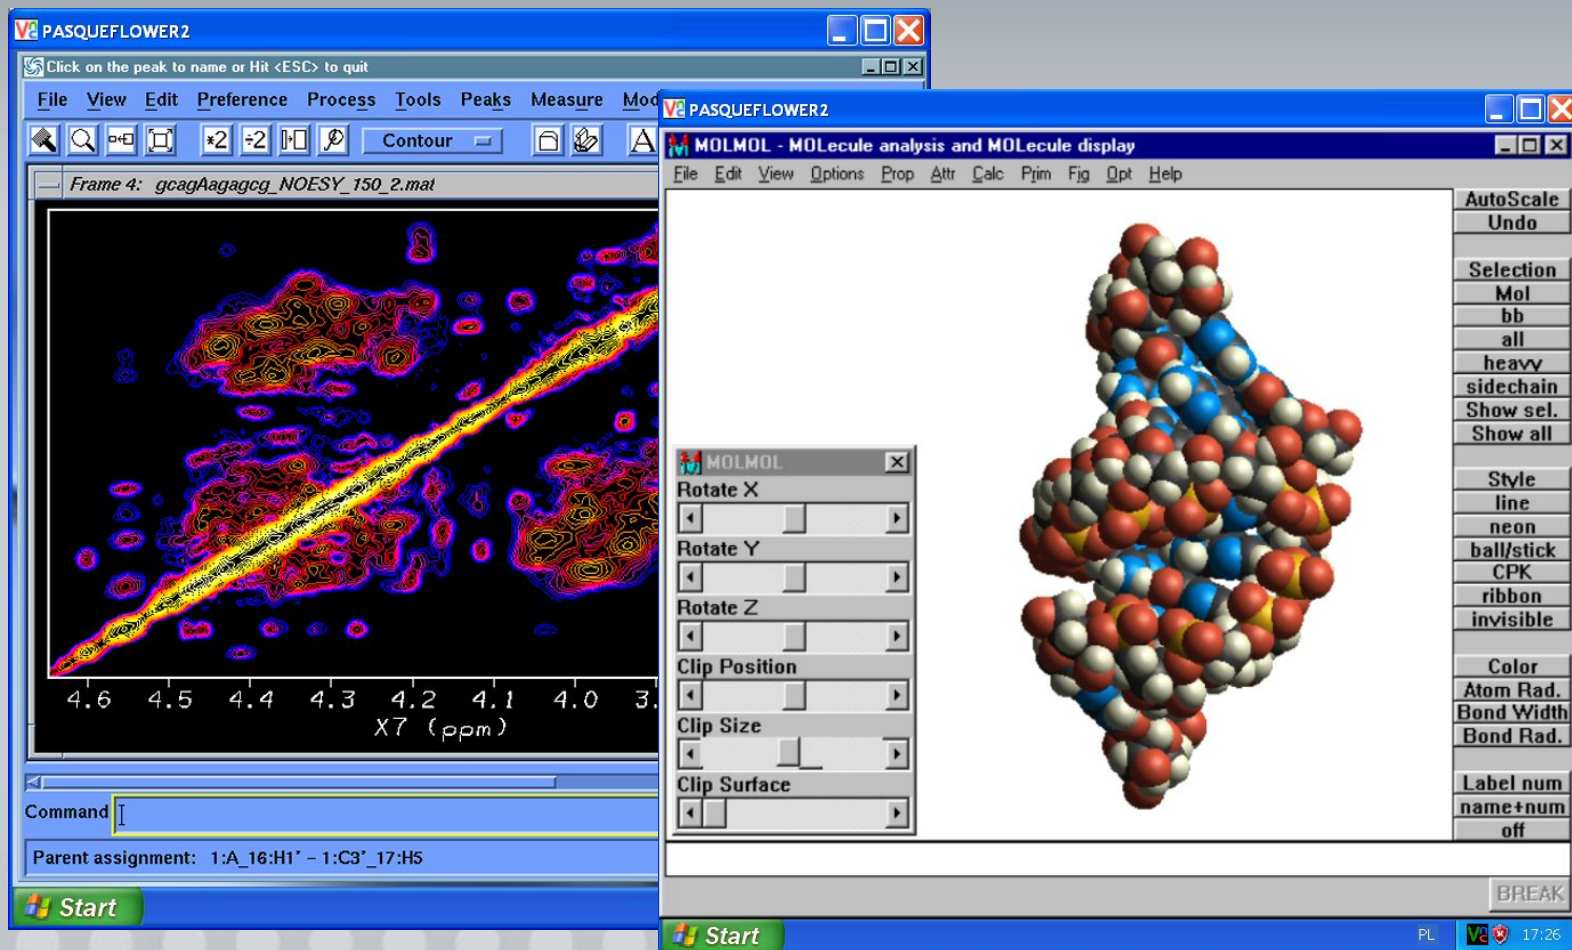 PASQUEFLOWER2
Click on the peak to name or Hit <ESC> to quit
File View Edit Preference Process Tools Peaks Measure Mod
*2 ÷2 Contour A
Frame 4: gcagAagagcg_NOESY_150_2.mat
4.6 4.5 4.4 4.3 4.2 4.1 4.0 3.
X7 (ppm)
Command
Parent assignment: 1:A_16:H1' – 1:C3'_17:H5
Start
PASQUEFLOWER2
MOLMOL - MOLecule analysis and MOLecule display
File Edit View Options Prop Attr Calc Prim Fig Opt Help
MOLMOL
Rotate X
Rotate Y
Rotate Z
Clip Position
Clip Size
Clip Surface
AutoScale
Undo
Selection
Mol
bb
all
heavy
sidechain
Show sel.
Show all
Style
line
neon
ball/stick
CPK
ribbon
invisible
Color
Atom Rad.
Bond Width
Bond Rad.
Label num
name+num
off
BREAK
Start
PL 17:26